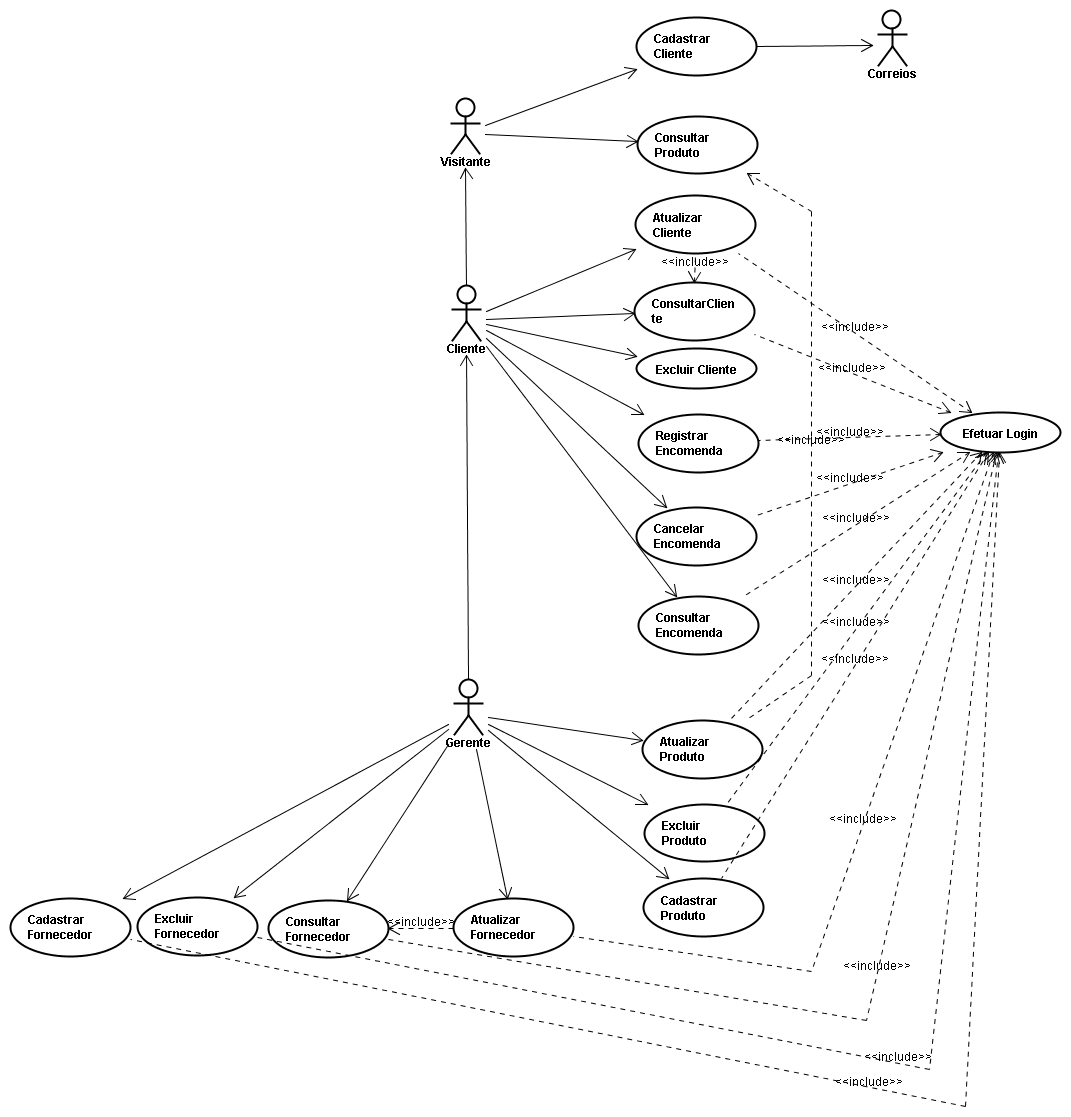 Cadastrar
Cliente
Correios
Visitante
Consultar
Produto
Atualizar
Cliente
<<include>>
Cliente
ConsultarClien
te
<<include>>
Excluir Cliente
<<include>>
Registrar
Encomenda
<<include>>
<<include>>
Efetuar Login
Cancelar
Encomenda
<<include>>
<<include>>
Consultar
Encomenda
<<include>>
<<include>>
<<include>>
Gerente
Atualizar
Produto
Excluir
Produto
<<include>>
Cadastrar
Produto
Cadastrar
Fornecedor
Excluir
Fornecedor
Consultar
Fornecedor
<<include>>
Atualizar
Fornecedor
<<include>>
<<include>>
<<include>>